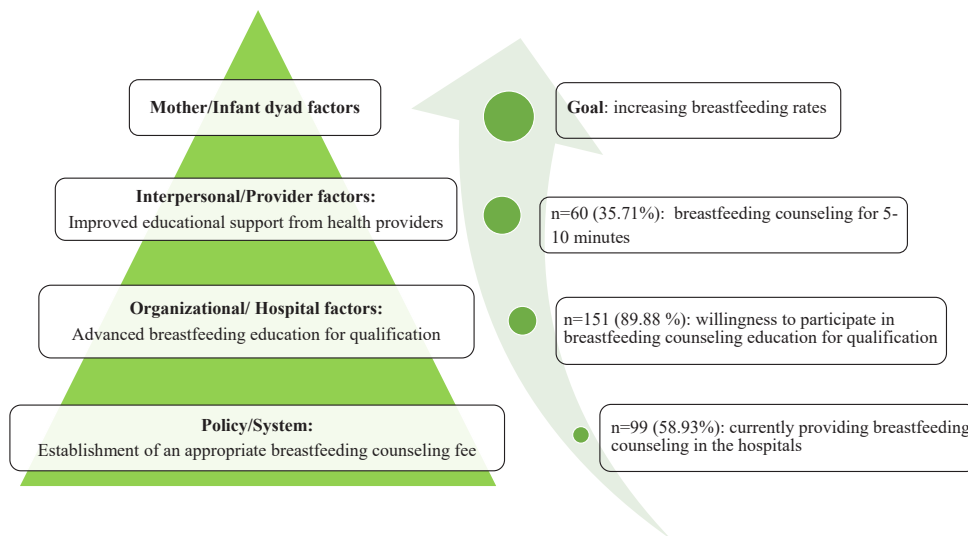 Mother/Infant dyad factors
Goal: increasing breastfeeding rates
Interpersonal/Provider factors:
Improved educational support from health providers
n=60 (35.71%): breastfeeding counseling for 5-
10 minutes
Organizational/ Hospital factors:
Advanced breastfeeding education for qualification
n=151 (89.88 %): willingness to participate in
breastfeeding counseling education for qualification
Policy/System:
Establishment of an appropriate breastfeeding counseling fee
n=99 (58.93%): currently providing breastfeeding
counseling in the hospitals